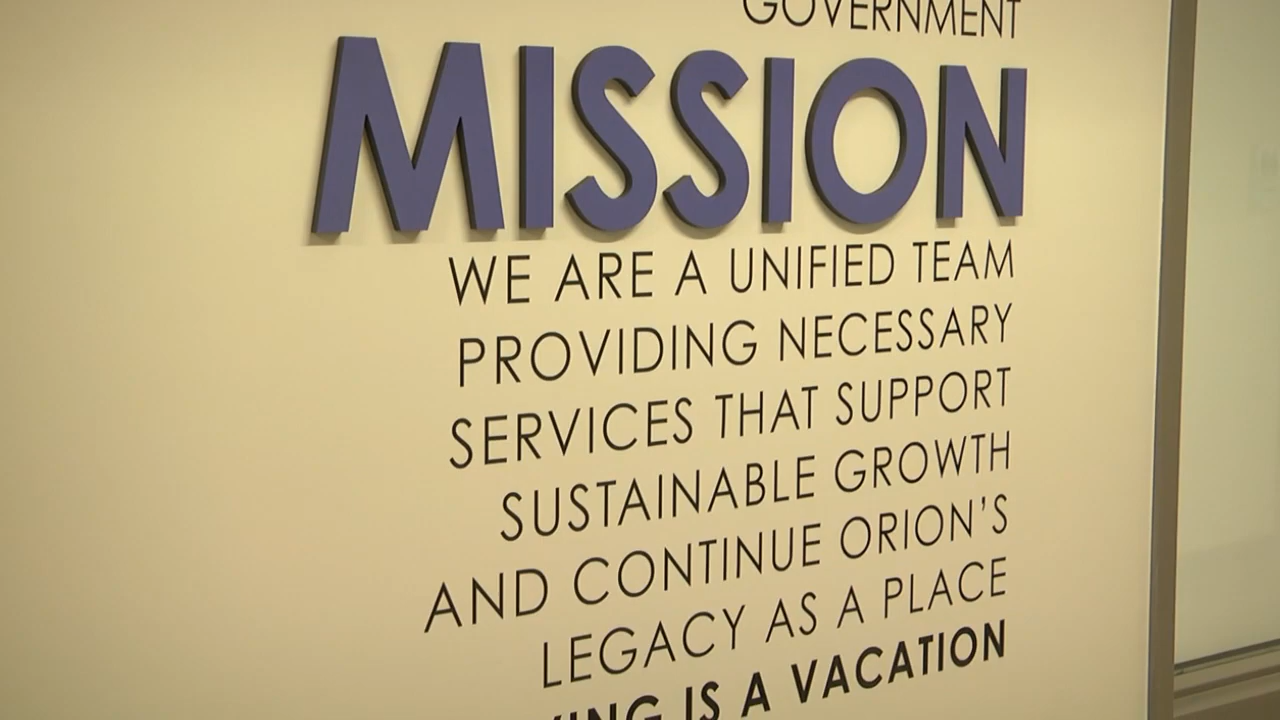 GOVERNMENT
MISSION
WE ARE A UNIFIED TEAM
PROVIDING NECESSARY
SERVICES THAT SUPPORT
SUSTAINABLE GROWTH
AND CONTINUE ORION'S
LEGACY AS A PLACE
IS A VACATION